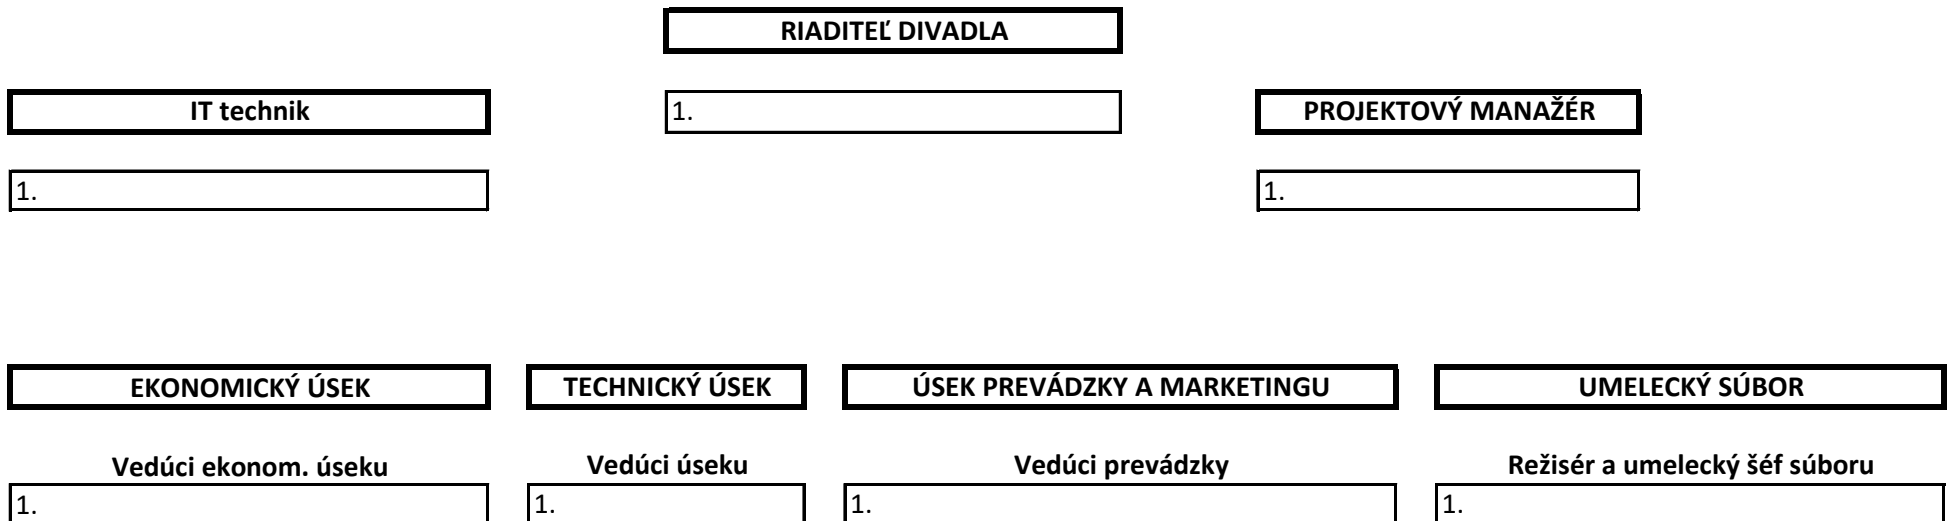 RIADITEĽ DIVADLA
IT technik
1.
PROJEKTOVÝ MANAŽÉR
1.
1.
EKONOMICKÝ ÚSEK
TECHNICKÝ ÚSEK
ÚSEK PREVÁDZKY A MARKETINGU
UMELECKÝ SÚBOR
Vedúci ekonom. úseku
Vedúci úseku
Vedúci prevádzky
Režisér a umelecký šéf súboru
1.
1.
1.
1.